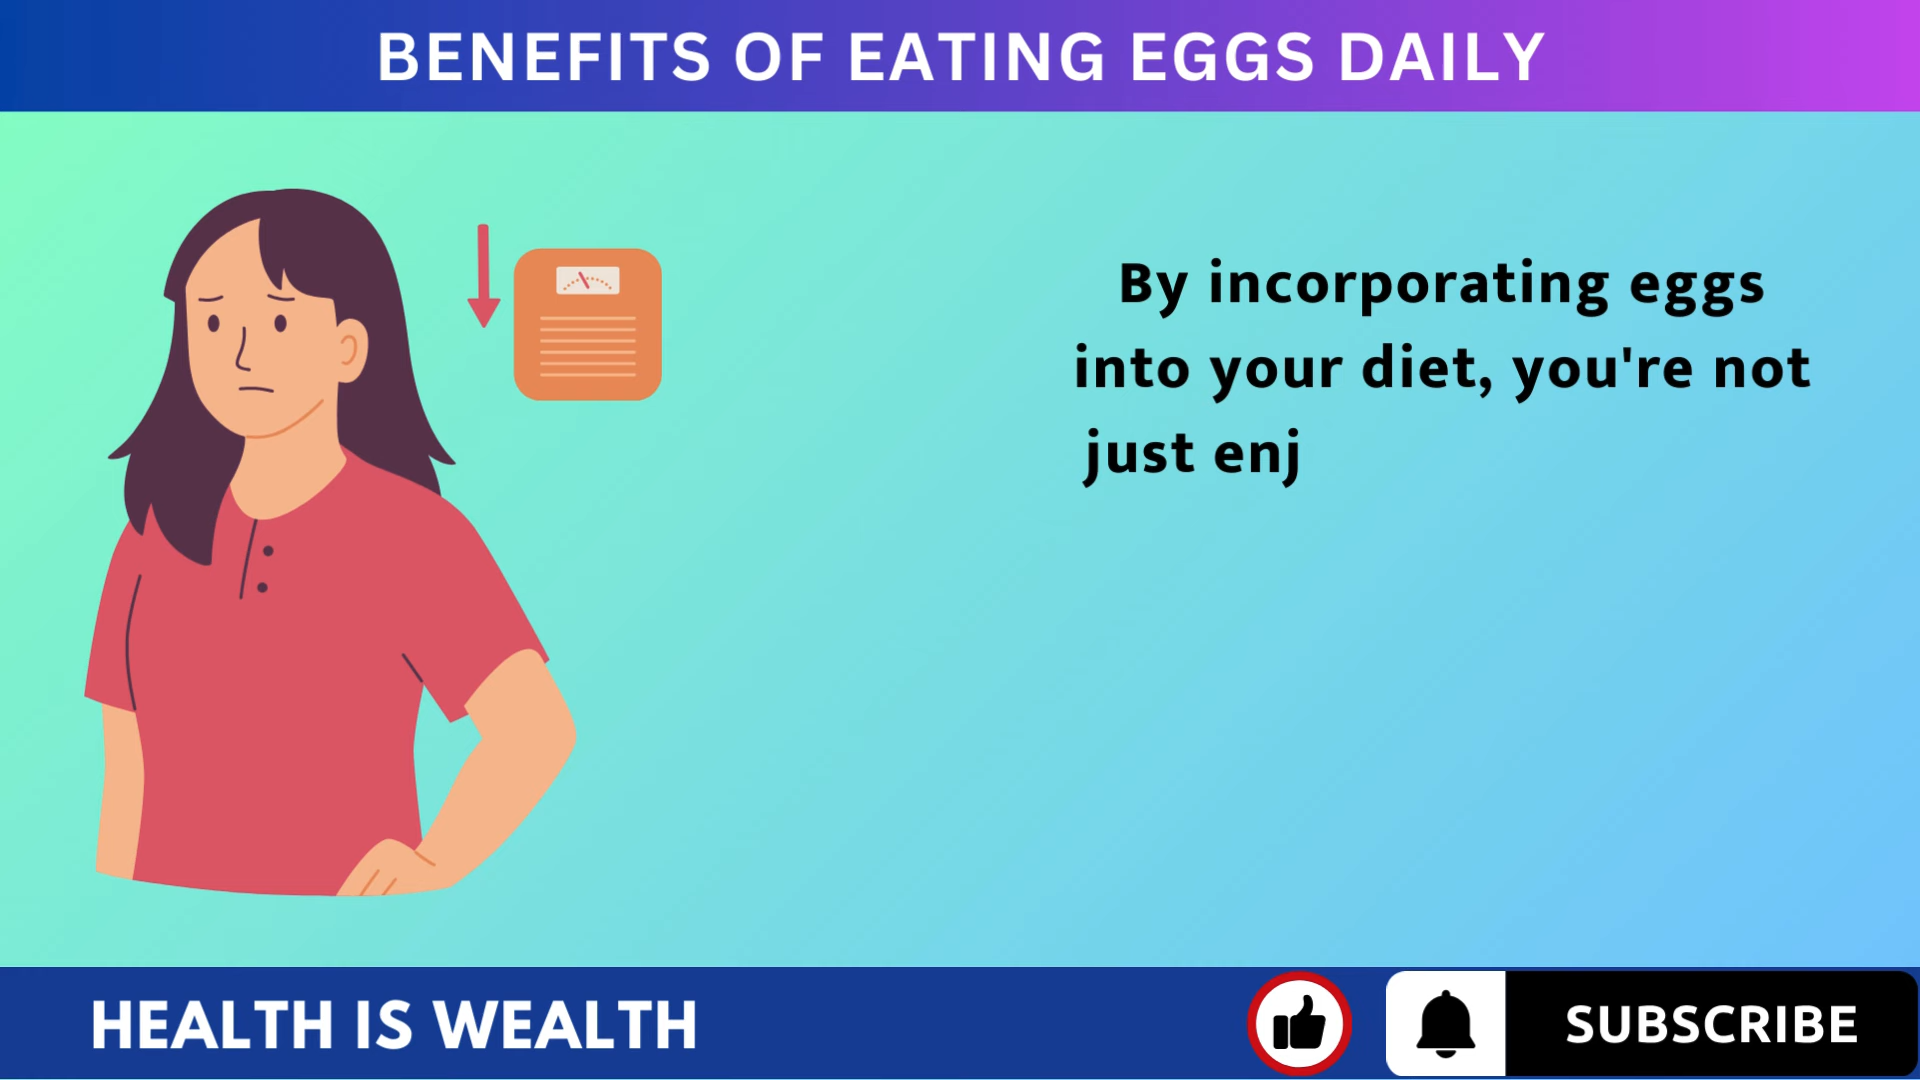 BENEFITS OF EATING EGGS DAILY
By incorporating eggs
into your diet, you're not
just enj
HEALTH IS WEALTH
SUBSCRIBE